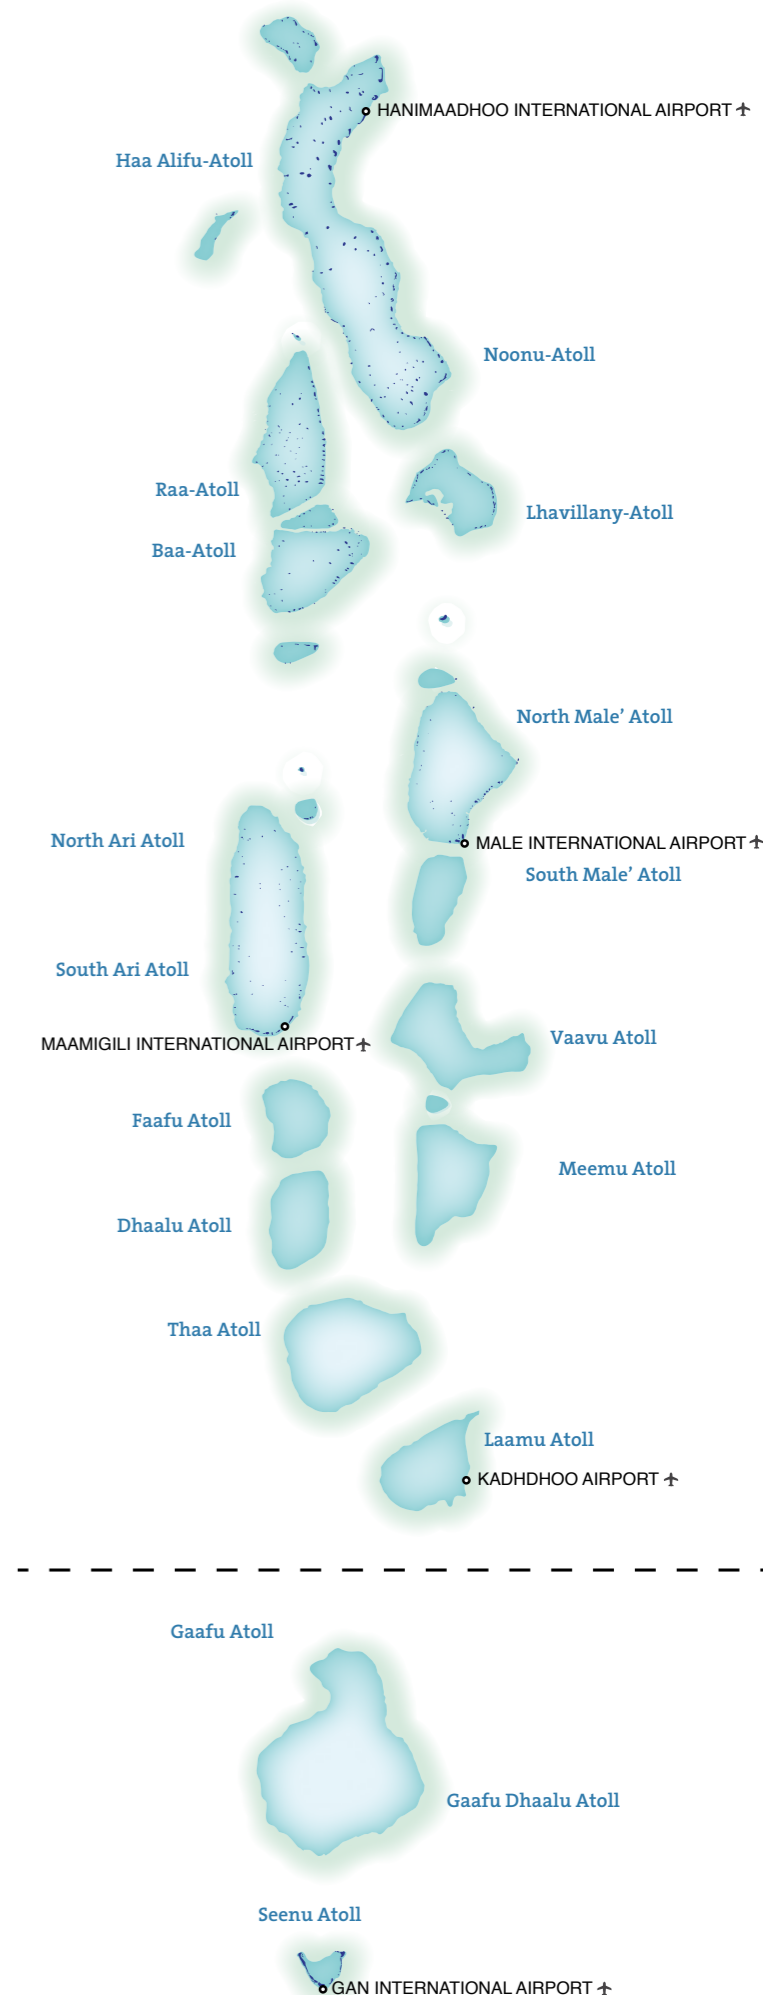 HANIMAADHOO INTERNATIONAL AIRPORT
Haa Alifu-Atoll
Noonu-Atoll
Raa-Atoll
Lhavillany-Atoll
Baa-Atoll
North Male’ Atoll
North Ari Atoll
MALE INTERNATIONAL AIRPORT
South Male’ Atoll
South Ari Atoll
Vaavu Atoll
MAAMIGILI INTERNATIONAL AIRPORT
Faafu Atoll
Meemu Atoll
Dhaalu Atoll
Thaa Atoll
Laamu Atoll
KADHDHOO AIRPORT
Gaafu Atoll
Gaafu Dhaalu Atoll
Seenu Atoll
GAN INTERNATIONAL AIRPORT